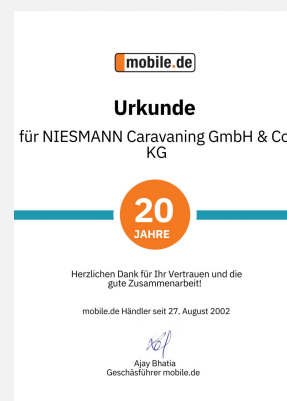 mobile.de
Urkunde
für NIESMANN Caravaning GmbH & Co
KG
20
JAHRE
Herzlichen Dank für Ihr Vertrauen und die
gute Zusammenarbeit!
mobile.de Händler seit 27. August 2002
Ajay Bhatia
Geschäsführer mobile.de